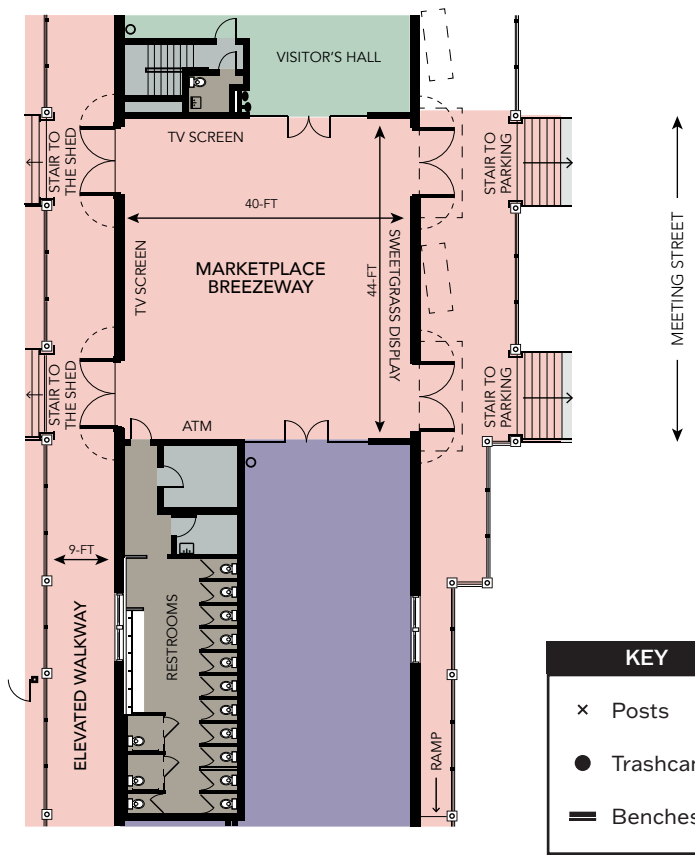 VISITOR'S HALL
TV SCREEN
STAIR TO
THE SHED
STAIR TO
PARKING
40-FT
MARKETPLACE
BREEZEWAY
TV SCREEN
44-FT
SWEETGRASS DISPLAY
MEETING STREET
STAIR TO
THE SHED
STAIR TO
PARKING
ATM
9-FT
ELEVATED WALKWAY
RESTROOMS
RAMP
KEY
× Posts
Trashcar
Benches